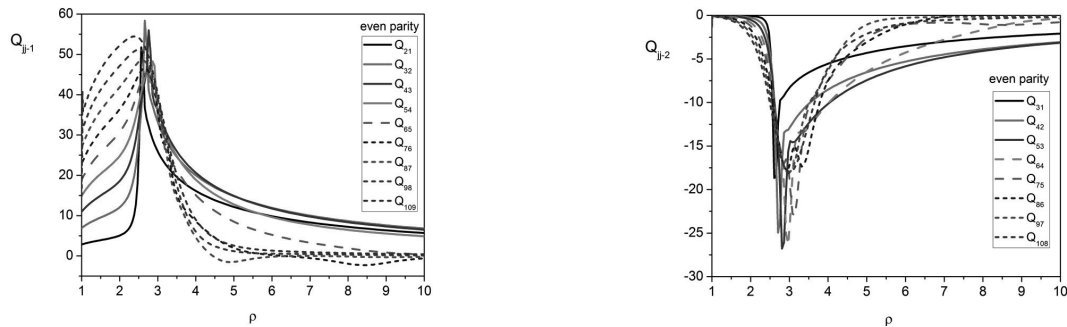 Q_jj-1
60
50
40
30
20
10
0
even parity
Q_21
Q_32
Q_43
Q_54
Q_65
Q_76
Q_87
Q_98
Q_109
1 2 3 4 5 6 7 8 9 10
ρ
Q_jj-2
0
-5
-10
-15
-20
-25
-30
even parity
Q_31
Q_42
Q_53
Q_64
Q_75
Q_86
Q_97
Q_108
1 2 3 4 5 6 7 8 9 10
ρ